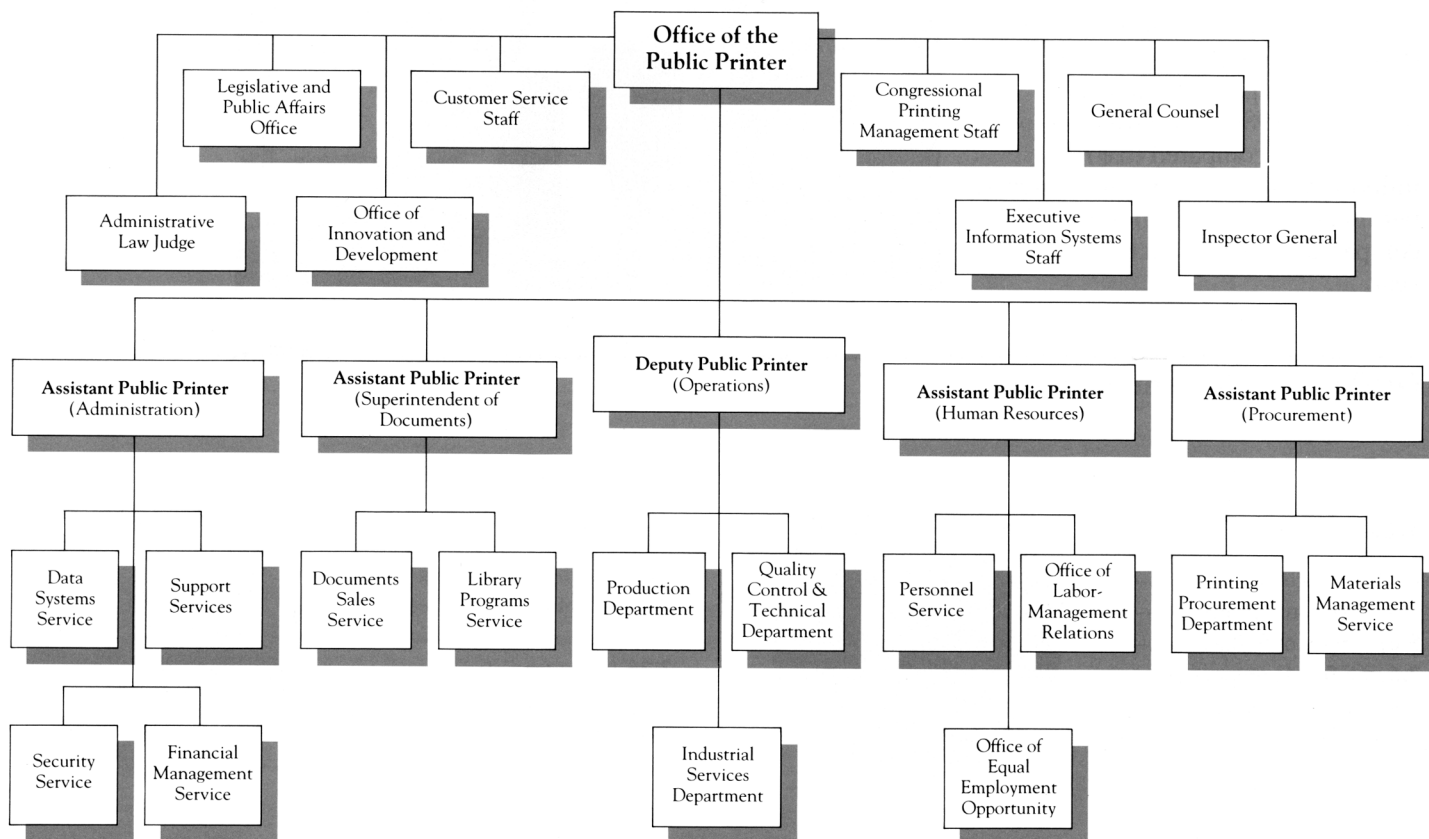 Office of the
Public Printer
Legislative and
Public Affairs
Office
Customer Service
Staff
Congressional
Printing
Management Staff
General Counsel
Administrative
Law Judge
Office of
Innovation and
Development
Executive
Information Systems
Staff
Inspector General
Assistant Public Printer
(Administration)
Assistant Public Printer
(Superintendent of
Documents)
Deputy Public Printer
(Operations)
Assistant Public Printer
(Human Resources)
Assistant Public Printer
(Procurement)
Data
Systems
Service
Support
Services
Documents
Sales
Service
Library
Programs
Service
Production
Department
Quality
Control &
Technical
Department
Personnel
Service
Office of
Labor-
Management
Relations
Printing
Procurement
Department
Materials
Management
Service
Security
Service
Financial
Management
Service
Industrial
Services
Department
Office of
Equal
Employment
Opportunity